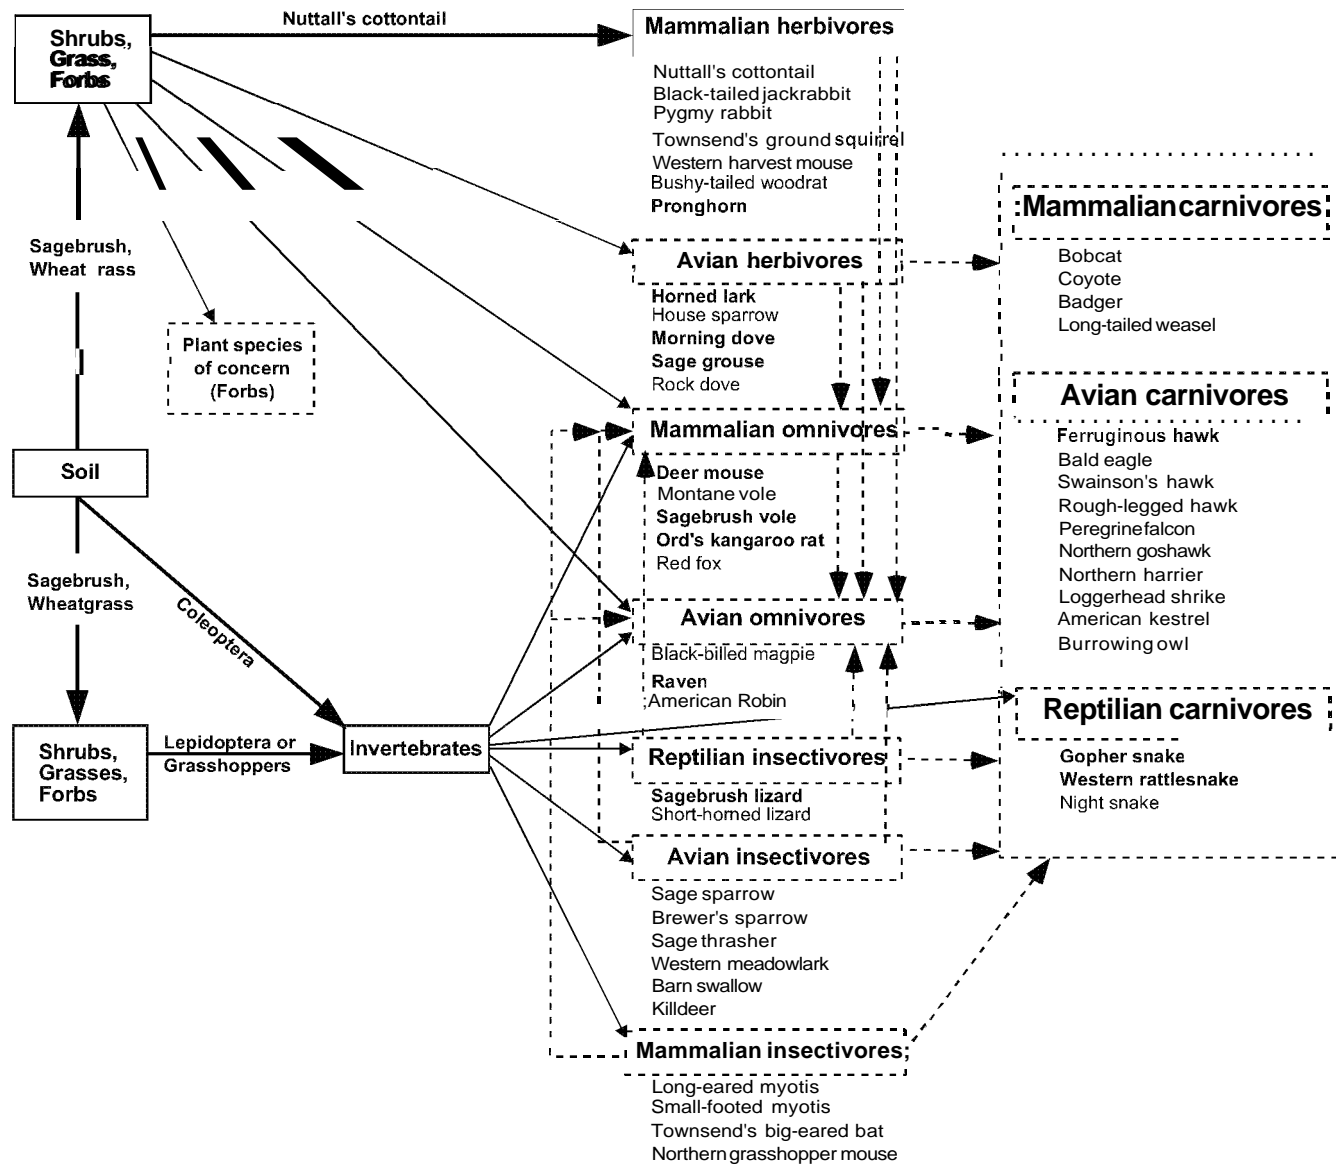 Nuttall's cottontail
Shrubs,
Grass,
Forbs
Sagebrush,
Wheat rass
Plant species
of concern
(Forbs)
Soil
Sagebrush,
Wheatgrass
Coleoptera
Shrubs,
Grasses,
Forbs
Lepidoptera or
Grasshoppers
Invertebrates
Mammalian herbivores
Nuttall's cottontail
Black-tailed jackrabbit
Pygmy rabbit
Townsend's ground squirrel
Western harvest mouse
Bushy-tailed woodrat
Pronghorn
Avian herbivores
Horned lark
House sparrow
Morning dove
Sage grouse
Rock dove
Mammalian omnivores
Deer mouse
Montane vole
Sagebrush vole
Ord's kangaroo rat
Red fox
Avian omnivores
Black-billed magpie
Raven
American Robin
Reptilian insectivores
Sagebrush lizard
Short-horned lizard
Avian insectivores
Sage sparrow
Brewer's sparrow
Sage thrasher
Western meadowlark
Barn swallow
Killdeer
Mammalian insectivores
Long-eared myotis
Small-footed myotis
Townsend's big-eared bat
Northern grasshopper mouse
Mammalian carnivores
Bobcat
Coyote
Badger
Long-tailed weasel
Avian carnivores
Ferruginous hawk
Bald eagle
Swainson's hawk
Rough-legged hawk
Peregrine falcon
Northern goshawk
Northern harrier
Loggerhead shrike
American kestrel
Burrowing owl
Reptilian carnivores
Gopher snake
Western rattlesnake
Night snake